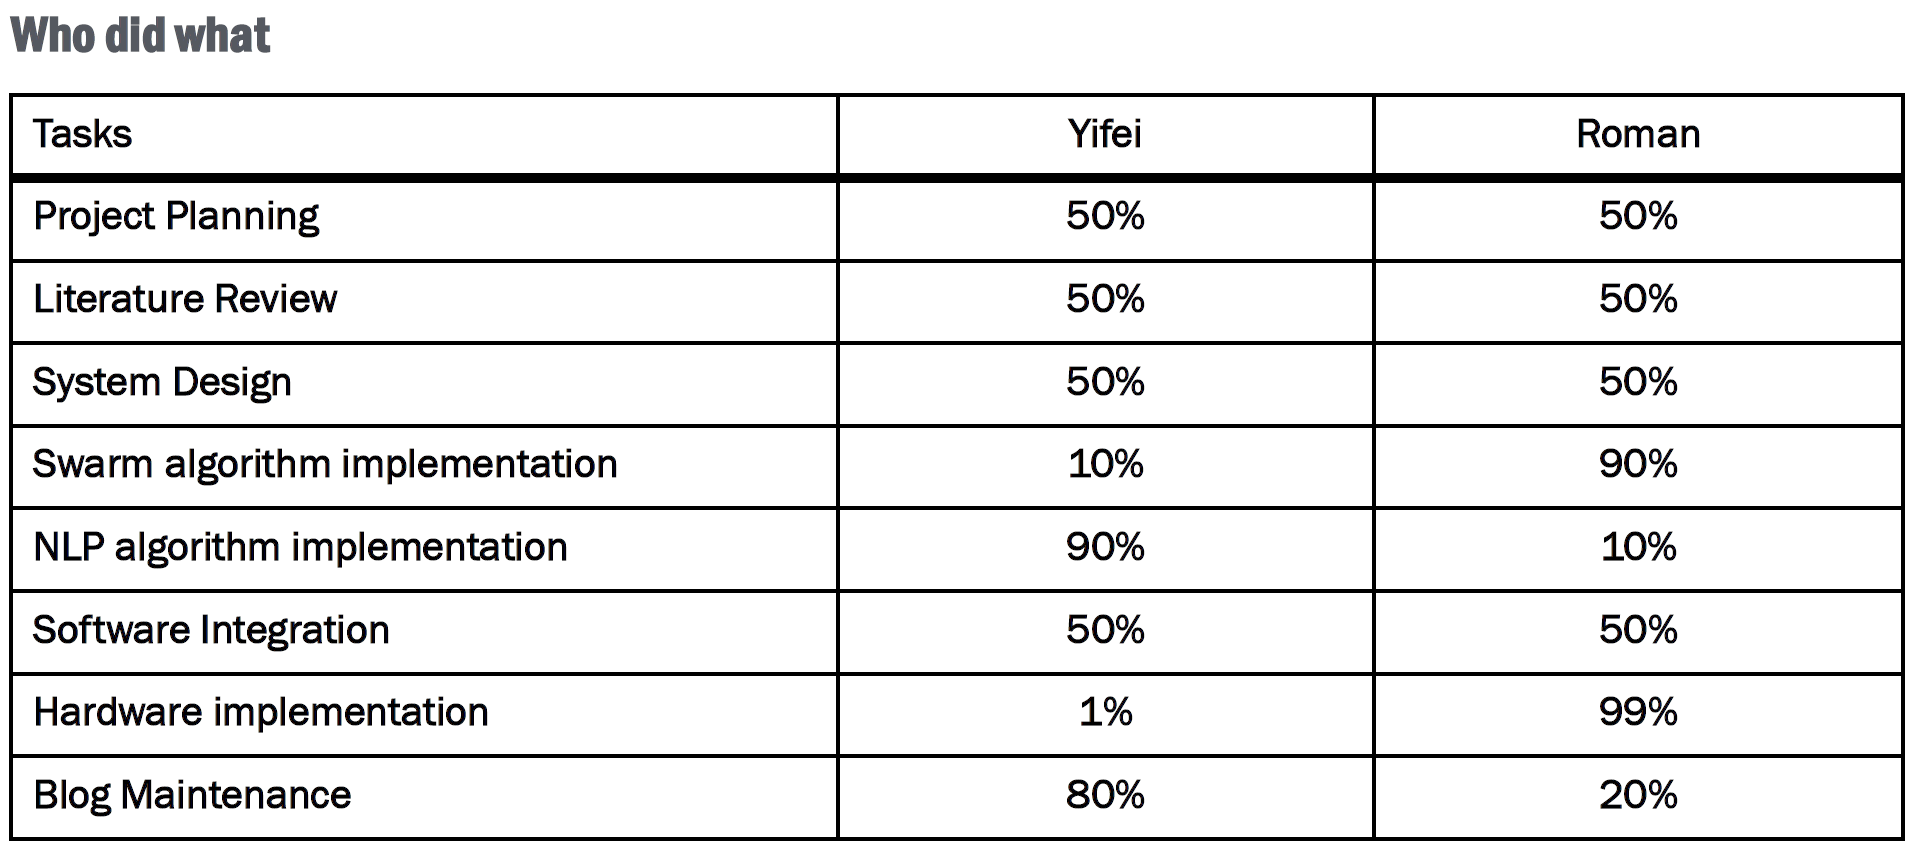 Who did what
Tasks Yifei Roman
Project Planning 50% 50%
Literature Review 50% 50%
System Design 50% 50%
Swarm algorithm implementation 10% 90%
NLP algorithm implementation 90% 10%
Software Integration 50% 50%
Hardware implementation 1% 99%
Blog Maintenance 80% 20%